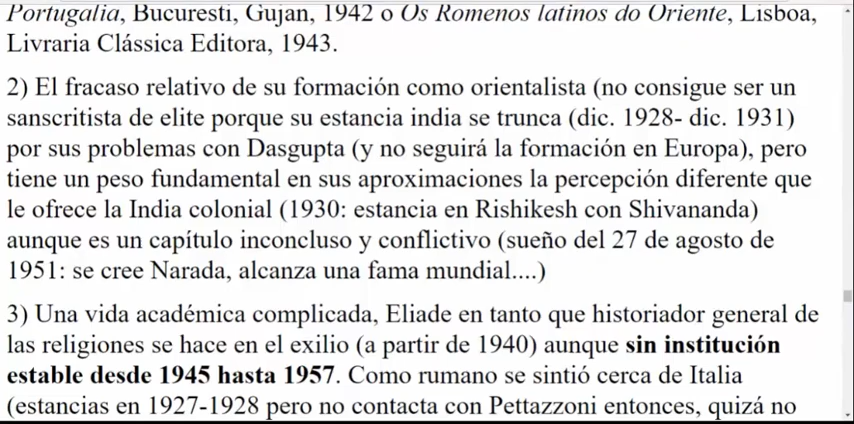 Portugalia, Bucuresti, Gujan, 1942 o Os Romenos latinos do Oriente, Lisboa,
Livraria Clássica Editora, 1943.
2) El fracaso relativo de su formación como orientalista (no consigue ser un
sanscritista de elite porque su estancia india se trunca (dic. 1928- dic. 1931)
por sus problemas con Dasgupta (y no seguirá la formación en Europa), pero
tiene un peso fundamental en sus aproximaciones la percepción diferente que
le ofrece la India colonial (1930: estancia en Rishikesh con Shivananda)
aunque es un capítulo inconcluso y conflictivo (sueño del 27 de agosto de
1951: se cree Narada, alcanza una fama mundial....)
3) Una vida académica complicada, Eliade en tanto que historiador general de
las religiones se hace en el exilio (a partir de 1940) aunque sin institución
estable desde 1945 hasta 1957. Como rumano se sintió cerca de Italia
(estancias en 1927-1928 pero no contacta con Pettazzoni entonces, quizá no